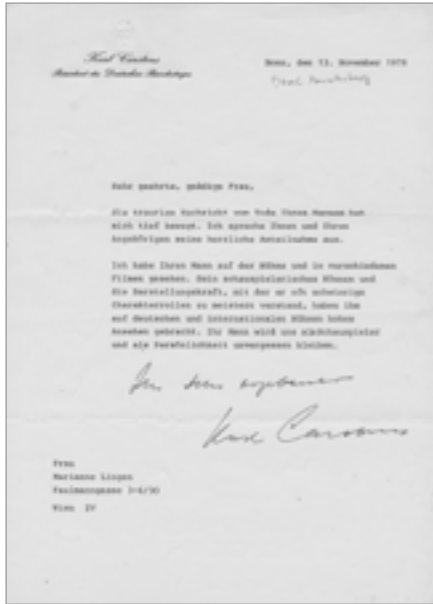 Karl Carstens
Präsident des Deutschen Bundestages
Bonn, den 13. November 1978
Sehr geehrte, gnädige Frau,
die traurige Nachricht vom Tode Ihres Mannes hat
mich tief bewegt. Ich spreche Ihnen und Ihren
Angehörigen meine herzliche Anteilnahme aus.
Ich habe Ihren Mann auf der Bühne und in verschiedenen
Filmen gesehen. Sein schauspielerisches Können und
die Darstellungskraft, mit der er oft schwierige
Charakterrollen zu meistern verstand, haben ihm
auf deutschen und internationalen Bühnen hohes
Ansehen gebracht. Ihr Mann wird uns als Schauspieler
und als Persönlichkeit unvergessen bleiben.
Ihr sehr ergebener
Karl Carstens
Frau
Marianne Lingen
Wien IV